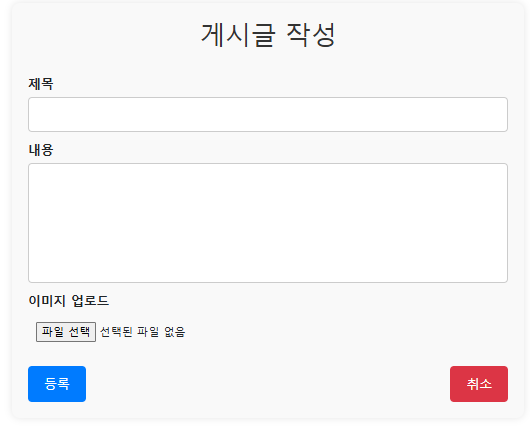 게시글 작성
제목
내용
이미지 업로드
파일 선택 선택된 파일 없음
등록 취소